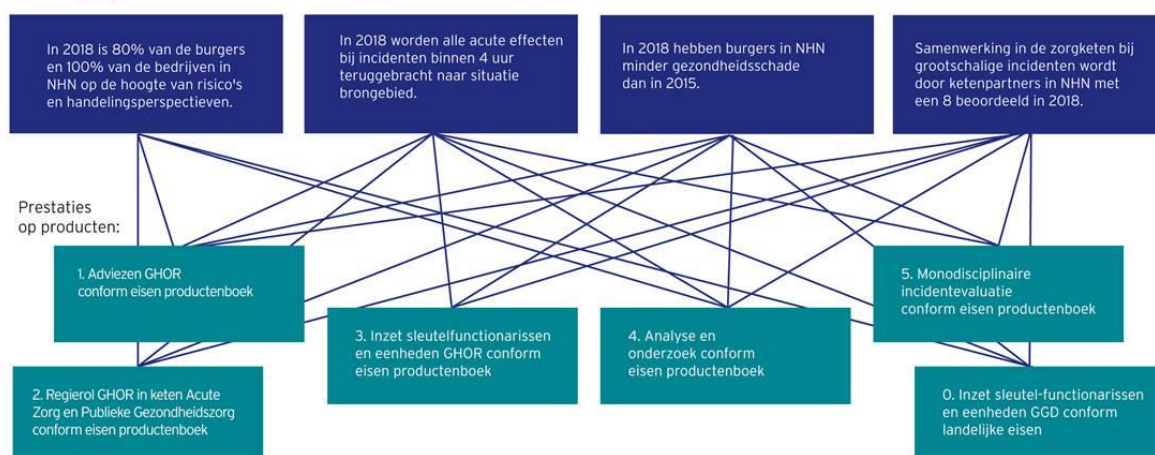 In 2018 is 80% van de burgers
en 100% van de bedrijven in
NHN op de hoogte van risico's
en handelingsperspectieven.
In 2018 worden alle acute effecten
bij incidenten binnen 4 uur
teruggebracht naar situatie
brongebied.
In 2018 hebben burgers in NHN
minder gezondheidsschade
dan in 2015.
Samenwerking in de zorgketen bij
grootschalige incidenten wordt
door ketenpartners in NHN met
een 8 beoordeeld in 2018.
Prestaties
op producten:
1. Adviezen GHOR
conform eisen productenboek
5. Monodisciplinaire
incidentevaluatie
conform eisen productenboek
3. Inzet sleutelfunctionarissen
en eenheden GHOR conform
eisen productenboek
4. Analyse en
onderzoek conform
eisen productenboek
2. Regierol GHOR in keten Acute
Zorg en Publieke Gezondheidszorg
conform eisen productenboek
0. Inzet sleutel-functionarissen
en eenheden GGD conform
landelijke eisen